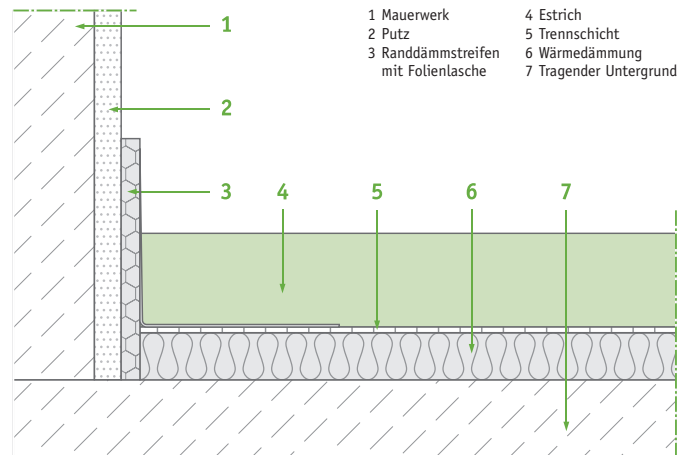 1 Mauerwerk
2 Putz
3 Randdämmstreifen
mit Folienlasche
4 Estrich
5 Trennschicht
6 Wärmedämmung
7 Tragender Untergrund
1
2
3
4
5
6
7